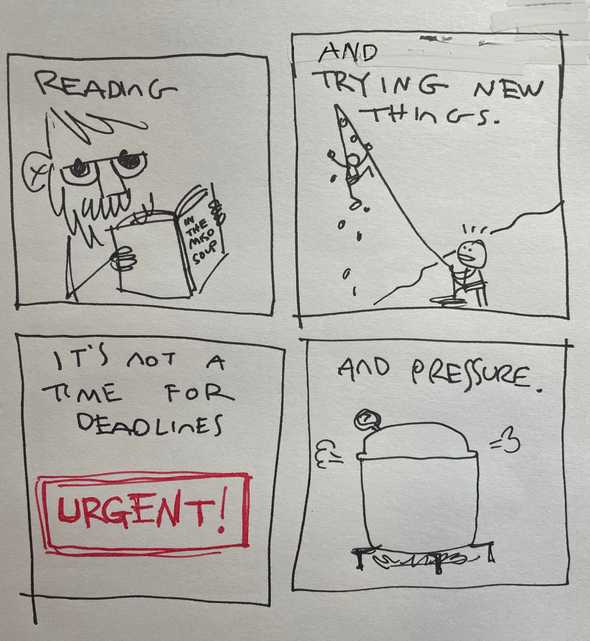 READING
IN
THE
MISO
SOUP
AND
TRYING NEW
THINGS.
IT'S NOT A
TIME FOR
DEADLINES
URGENT!
AND PRESSURE.